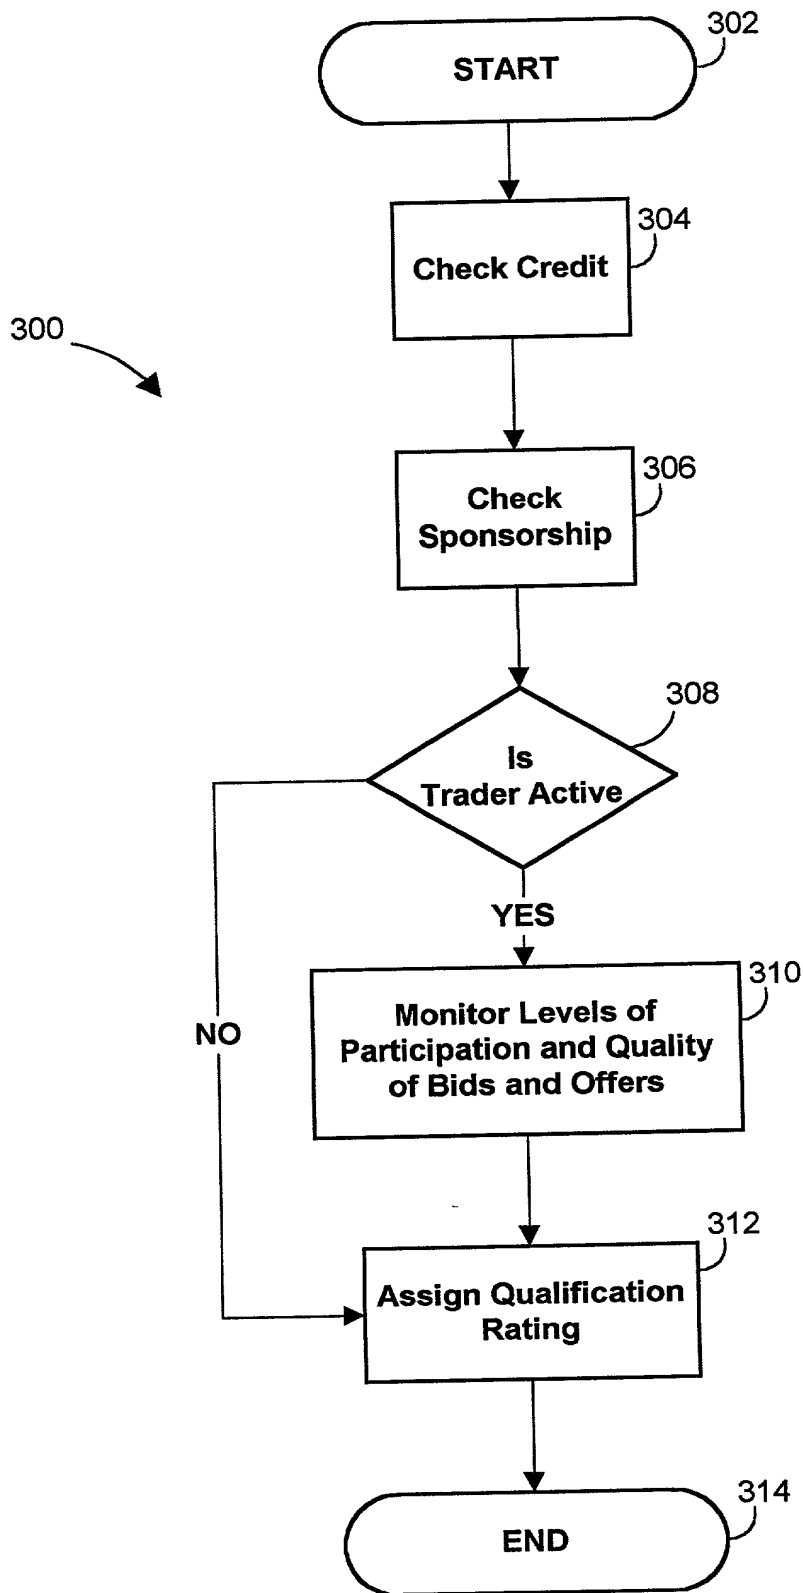 302
START
304
Check Credit
300
306
Check
Sponsorship
308
Is
Trader Active
YES
310
Monitor Levels of
Participation and Quality
of Bids and Offers
NO
312
Assign Qualification
Rating
314
END